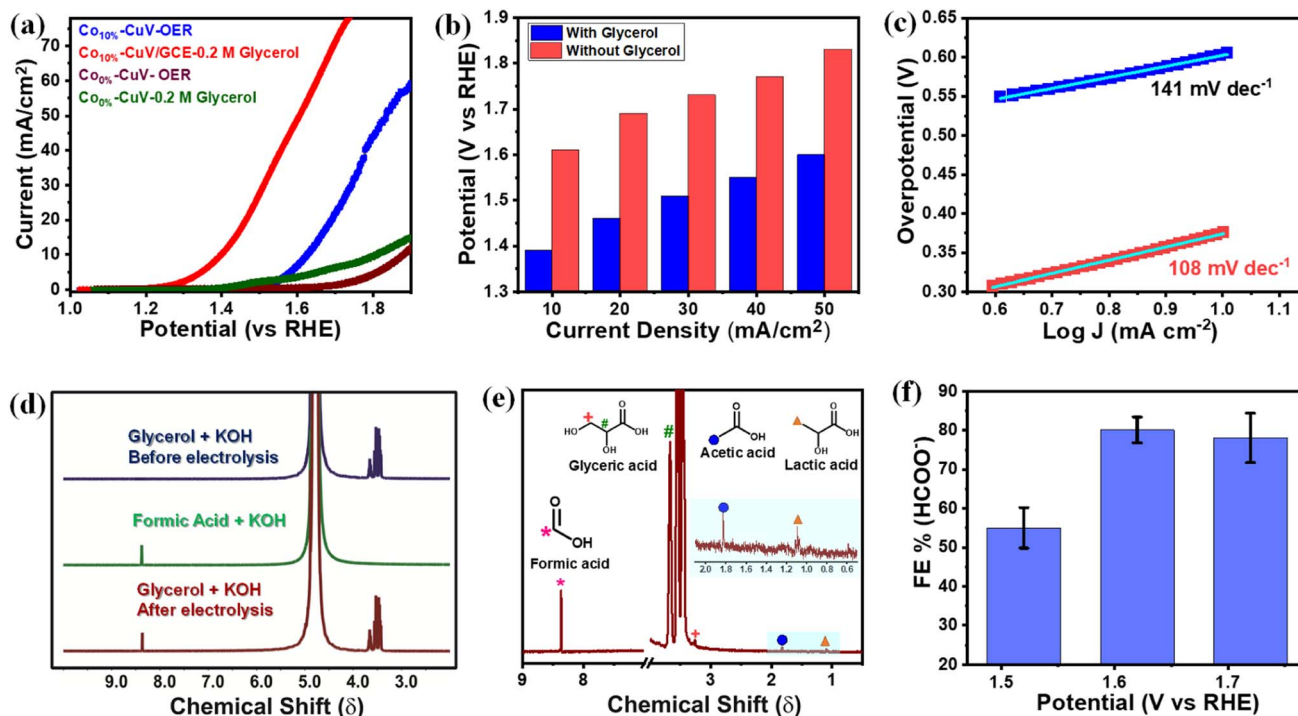 (a)
Co10%-CuV-OER
Co10%-CuV/GCE-0.2 M Glycerol
Co0%-CuV- OER
Co0%-CuV-0.2 M Glycerol
70
60
50
40
30
20
10
0
Current (mA/cm²)
1.0 1.2 1.4 1.6 1.8
Potential (vs RHE)
(b)
With Glycerol
Without Glycerol
1.9
1.8
1.7
1.6
1.5
1.4
1.3
Potential (V vs RHE)
10 20 30 40 50
Current Density (mA/cm²)
(c)
0.65
0.60
0.55
0.50
0.45
0.40
0.35
0.30
Overpotential (V)
141 mV dec⁻¹
108 mV dec⁻¹
0.6 0.7 0.8 0.9 1.0 1.1
Log J (mA cm⁻²)
(d)
Glycerol + KOH
Before electrolysis
Formic Acid + KOH
Glycerol + KOH
After electrolysis
9.0 8.0 7.0 6.0 5.0 4.0 3.0
Chemical Shift (δ)
(e)
# + # O
HO OH
OH
Glyceric acid
O
OH
Acetic acid
O
OH
OH
Lactic acid
O
* OH
Formic acid
*
+
2.0 1.8 1.6 1.4 1.2 1.0 0.8 0.6
9 3 2 1
Chemical Shift (δ)
(f)
90
80
70
60
50
40
30
20
FE % (HCOO⁻)
1.5 1.6 1.7
Potential (V vs RHE)